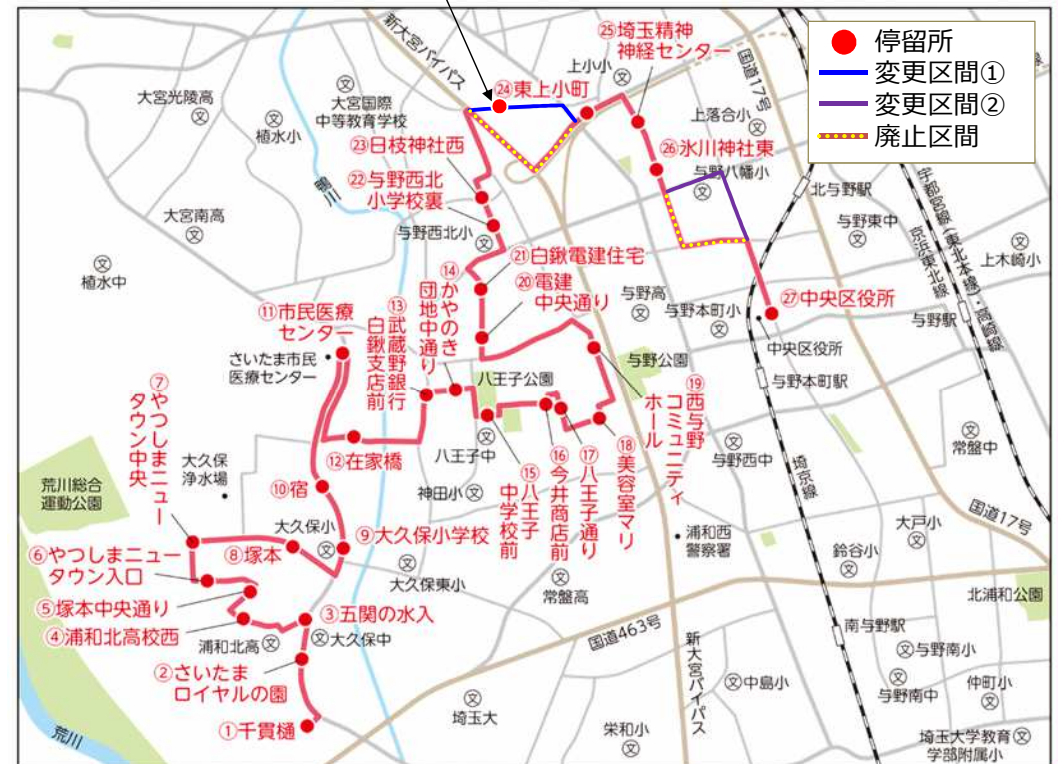 停留所
変更区間①
変更区間②
廃止区間
新大宮バイパス
㉕埼玉精神
神経センター
国道17号
上小小
大宮光陵高
大宮国際
中等教育学校
植水小
㉔東上小町
上落合小
㉓日枝神社西
㉖氷川神社東
与野八幡小
㉒与野西北
小学校裏
鴨川
北与野駅
宇都宮線(東北本線)・高崎線
京浜東北線
大宮南高
与野西北小
与野東中
上木崎小
植水中
㉑白鍬電建住宅
⑳電建
中央通り
⑭かやのき
団地中通り
⑬武蔵野銀行
白鍬支店前
与野高
与野本町小
㉗中央区役所
与野駅
⑪市民医療
センター
さいたま市民
医療センター
中央区役所
与野公園
与野本町駅
八王子公園
⑲西与野
コミュニティ
ホール
⑦やつしまニュー
タウン中央
大久保
浄水場
荒川総合
運動公園
⑫在家橋
八王子中
⑮八王子
中学校前
⑯今井商店前
⑰八王子通り
⑱美容室マリ
与野西中
常盤中
埼京線
⑩宿
神田小
国道17号
大久保小
⑨大久保小学校
浦和西
警察署
大戸小
鈴谷小
⑥やつしまニュー
タウン入口
⑧塚本
大久保東小
常盤高
北浦和公園
⑤塚本中央通り
④浦和北高校西
③五関の水入
浦和北高
大久保中
国道463号
新大宮バイパス
南与野駅
与野南小
②さいたま
ロイヤルの園
与野南中
仲町小
中島小
①千貫樋
埼玉大
栄和小
埼玉大学教育
学部附属小
荒川